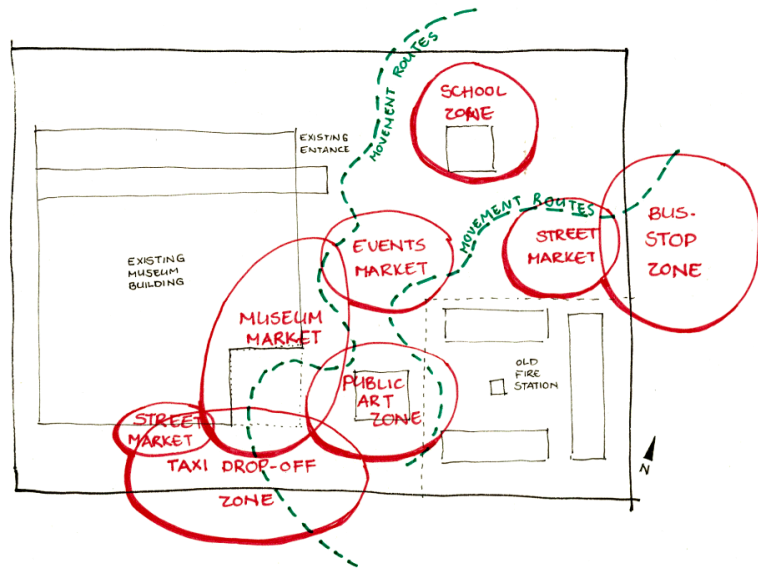 MOVEMENT ROUTES
SCHOOL
ZONE
EXISTING
ENTRANCE
MOVEMENT ROUTES
BUS-
STOP
ZONE
STREET
MARKET
EVENTS
MARKET
EXISTING
MUSEUM
BUILDING
MUSEUM
MARKET
OLD
FIRE
STATION
PUBLIC
ART
ZONE
STREET
MARKET
TAXI DROP-OFF
ZONE
N